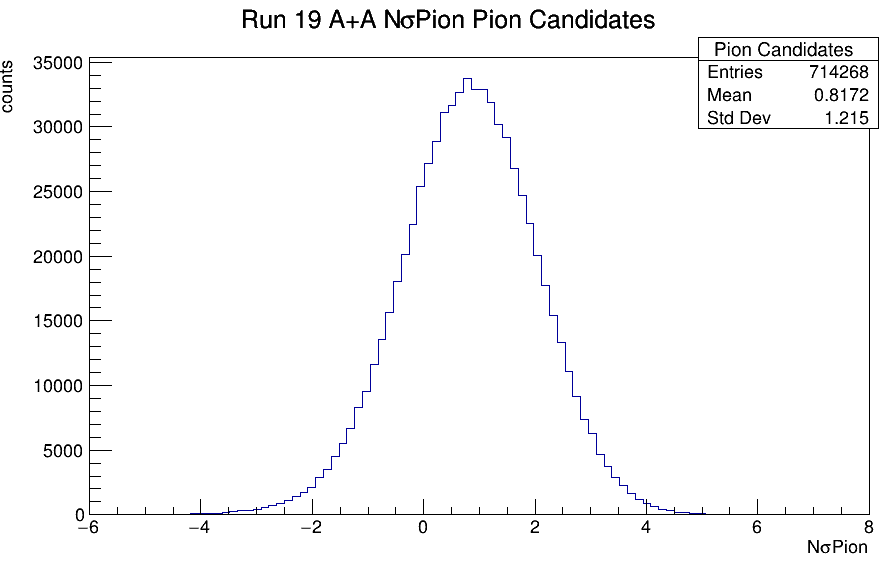 Run 19 A+A NσPion Pion Candidates
counts
Pion Candidates
Entries 714268
Mean 0.8172
Std Dev 1.215
35000
30000
25000
20000
15000
10000
5000
0
−6 −4 −2 0 2 4 6 8
NσPion